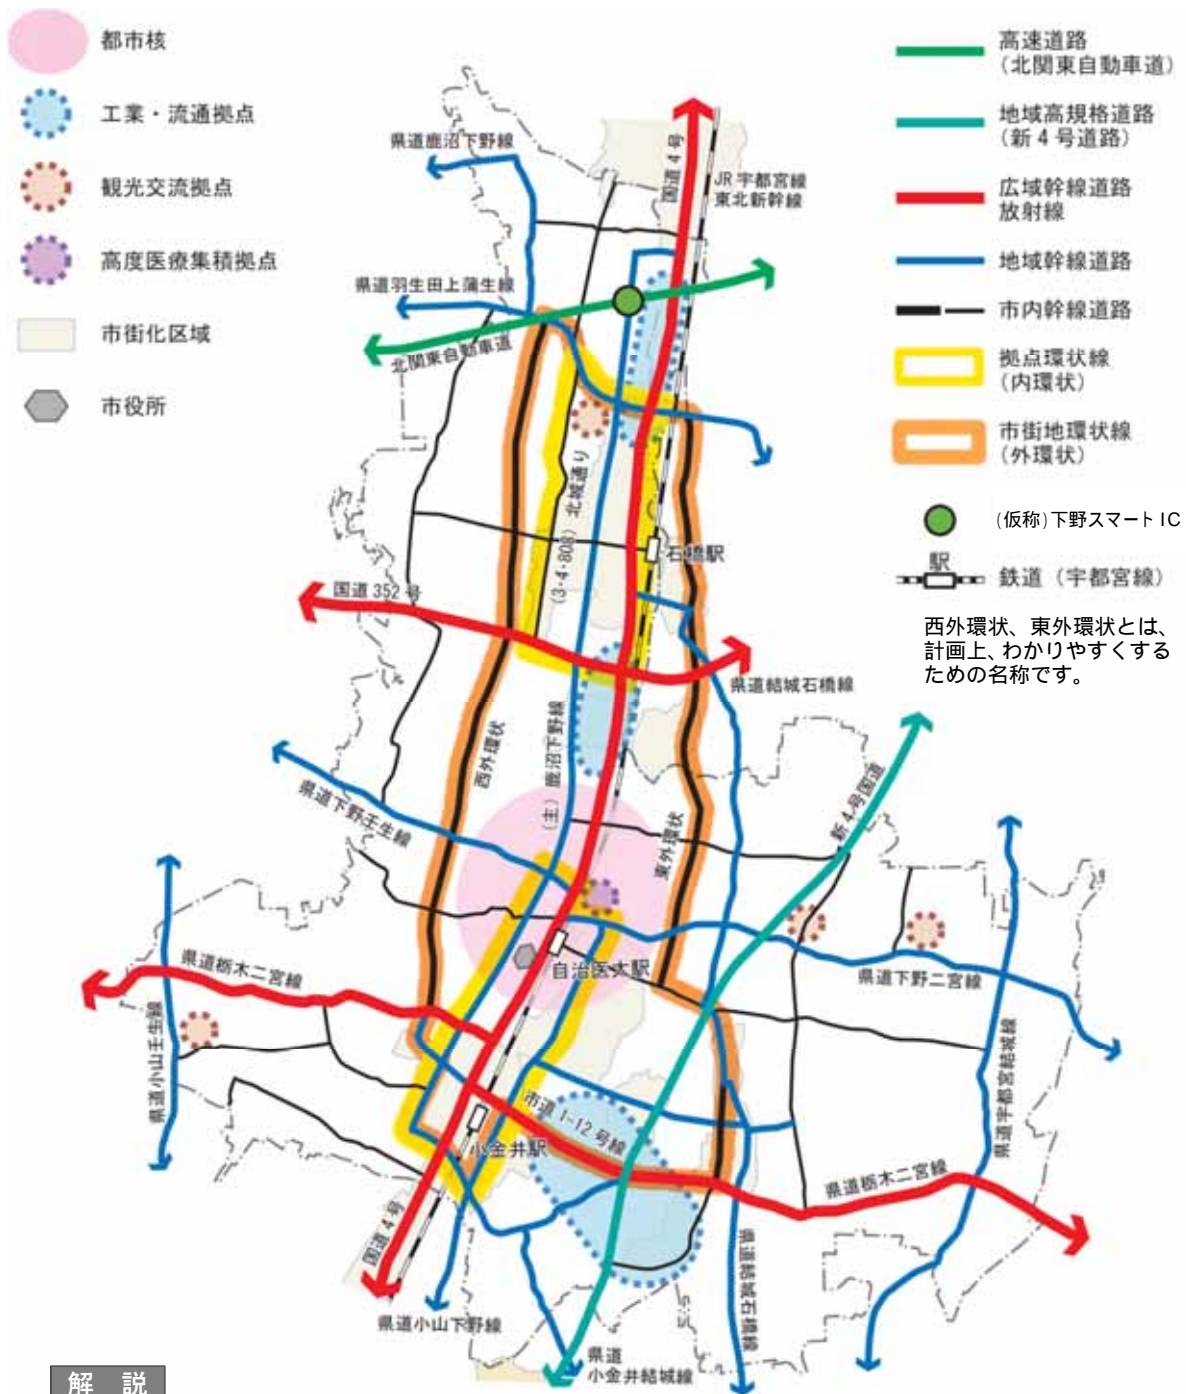 都市核
工業・流通拠点
観光交流拠点
高度医療集積拠点
市街化区域
市役所
高速道路
(北関東自動車道)
地域高規格道路
(新4号道路)
広域幹線道路
放射線
地域幹線道路
市内幹線道路
拠点環状線
(内環状)
市街地環状線
(外環状)
(仮称)下野スマートIC
駅
鉄道(宇都宮線)
西外環状、東外環状とは、
計画上、わかりやすくする
ための名称です。
県道鹿沼下野線
国道4号
JR宇都宮線
東北新幹線
県道羽生田上蒲生線
北関東自動車道
(3・4・808)北城通り
石橋駅
国道352号
県道結城石橋線
西外環状
(主)鹿沼下野線
東外環状
新4号国道
県道下野壬生線
自治医大駅
県道栃木二宮線
県道小山壬生線
県道下野二宮線
県道宇都宮結城線
市道1-12号線
小金井駅
県道栃木二宮線
国道4号
県道小山下野線
県道結城石橋線
県道
小金井結城線
解説